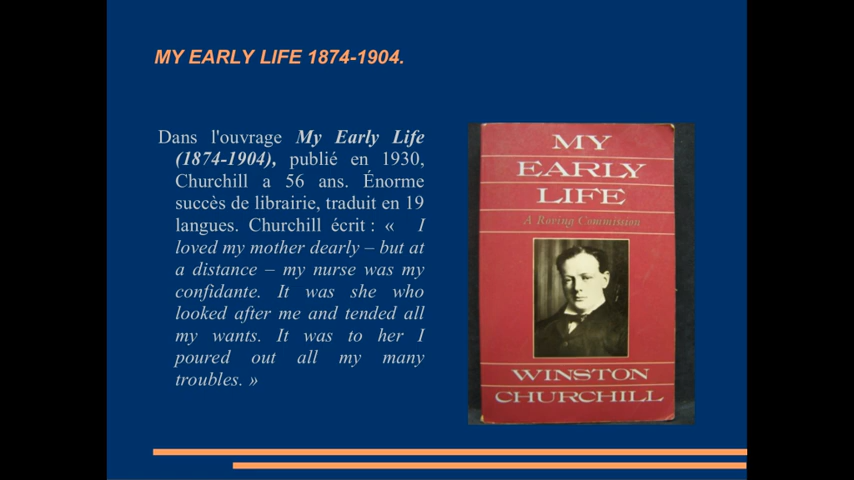 MY EARLY LIFE 1874-1904.
Dans l'ouvrage My Early Life
(1874-1904), publié en 1930,
Churchill a 56 ans. Énorme
succès de librairie, traduit en 19
langues. Churchill écrit : « I
loved my mother dearly – but at
a distance – my nurse was my
confidante. It was she who
looked after me and tended all
my wants. It was to her I
poured out all my many
troubles. »
MY
EARLY
LIFE
A Roving Commission
WINSTON
CHURCHILL